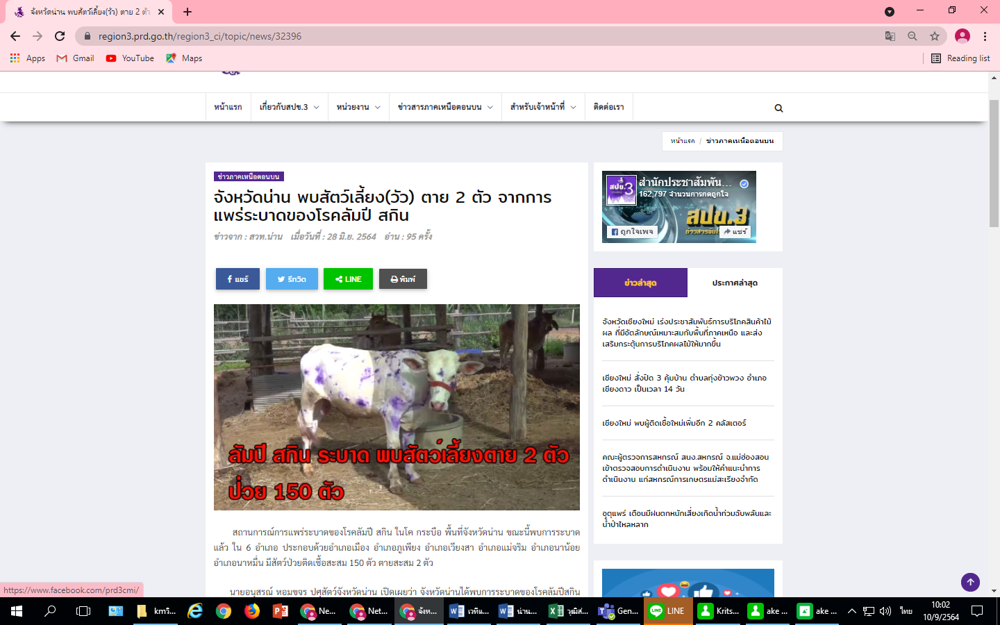 จังหวัดน่าน พบสัตว์เลี้ยง(วัว) ตาย 2 ตัว
region3.prd.go.th/region3_ci/topic/news/32396
Apps
Gmail
YouTube
Maps
Reading list
หน้าแรก
เกี่ยวกับสปข.3
หน่วยงาน
ข่าวสารภาคเหนือตอนบน
สำหรับเจ้าหน้าที่
ติดต่อเรา
หน้าแรก / ข่าวภาคเหนือตอนบน
ข่าวภาคเหนือตอนบน
จังหวัดน่าน พบสัตว์เลี้ยง(วัว) ตาย 2 ตัว จากการ
แพร่ระบาดของโรคลัมปี สกิน
ข่าวจาก : สวท.น่าน เมื่อวันที่ : 28 มิ.ย. 2564 อ่าน : 95 ครั้ง
แชร์
รีทวิต
LINE
พิมพ์
ลัมปี สกิน ระบาด พบสัตว์เลี้ยงตาย 2 ตัว
ป่วย 150 ตัว
สถานการณ์การแพร่ระบาดของโรคลัมปี สกิน ในโค กระบือ พื้นที่จังหวัดน่าน ขณะนี้พบการระบาด
แล้ว ใน 6 อำเภอ ประกอบด้วยอำเภอเมือง อำเภอภูเพียง อำเภอเวียงสา อำเภอแม่จริม อำเภอนาน้อย
อำเภอนาหมื่น มีสัตว์ป่วยติดเชื้อสะสม 150 ตัว ตายสะสม 2 ตัว
นายอนุสรณ์ หอมขจร ปศุสัตว์จังหวัดน่าน เปิดเผยว่า จังหวัดน่านได้พบการระบาดของโรคลัมปีสกิน
สปข.3
สำนักประชาสัมพัน...
162,797 จำนวนการกดถูกใจ
สปข.3
ถูกใจเพจ
แชร์
ข่าวล่าสุด
ประกาศล่าสุด
จังหวัดเชียงใหม่ เร่งประชาสัมพันธ์การบริโภคสินค้าไม้
ผล ที่มีอัตลักษณ์เหมาะสมกับพื้นที่ภาคเหนือ และส่ง
เสริมกระตุ้นการบริโภคผลไม้ให้มากขึ้น
เชียงใหม่ สั่งปิด 3 คุ้มบ้าน ตำบลทุ่งข้าวพวง อำเภอ
เชียงดาว เป็นเวลา 14 วัน
เชียงใหม่ พบผู้ติดเชื้อใหม่เพิ่มอีก 2 คลัสเตอร์
คณะผู้ตรวจการสหกรณ์ สนง.สหกรณ์ จ.แม่ฮ่องสอน
เข้าตรวจสอบการดำเนินงาน พร้อมให้คำแนะนำการ
ดำเนินงาน แก่สหกรณ์การเกษตรแม่สะเรียงจำกัด
อุตุแพร่ เตือนมีฝนตกหนักเสี่ยงเกิดน้ำท่วมฉับพลันและ
น้ำป่าไหลหลาก
https://www.facebook.com/prd3cmi/
kmวิ...
Ne...
Net...
จังห...
เวทีแ...
น่าน...
วุฒิส...
Gen...
LINE
Krits...
ake ...
ake ...
ไทย
10:02
10/9/2564